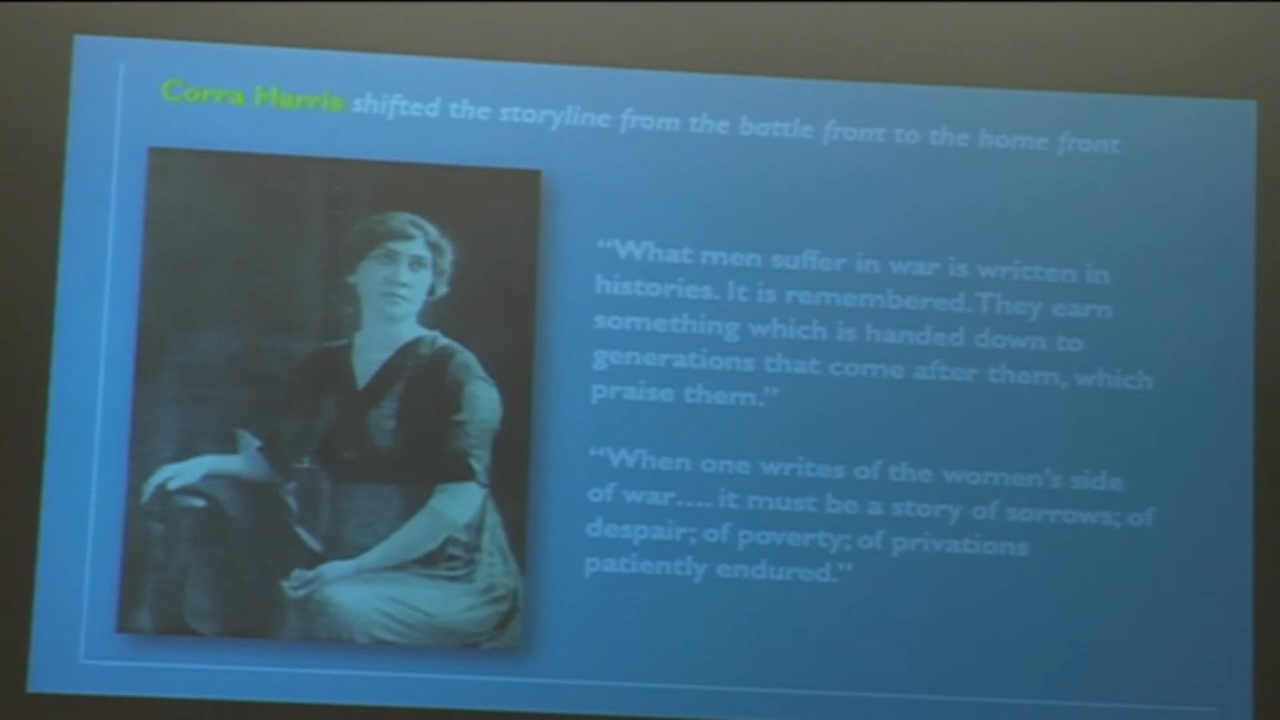 Corra Harris shifted the storyline from the battle front to the home front
“What men suffer in war is written in
histories. It is remembered. They earn
something which is handed down to
generations that come after them, which
praise them.”
“When one writes of the women’s side
of war.... it must be a story of sorrows; of
despair; of poverty; of privations
patiently endured.”